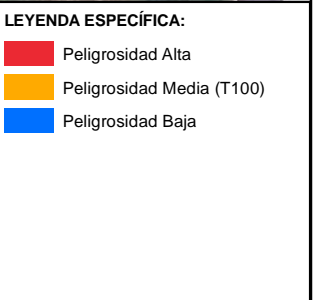 LEYENDA ESPECÍFICA:
Peligrosidad Alta
Peligrosidad Media (T100)
Peligrosidad Baja